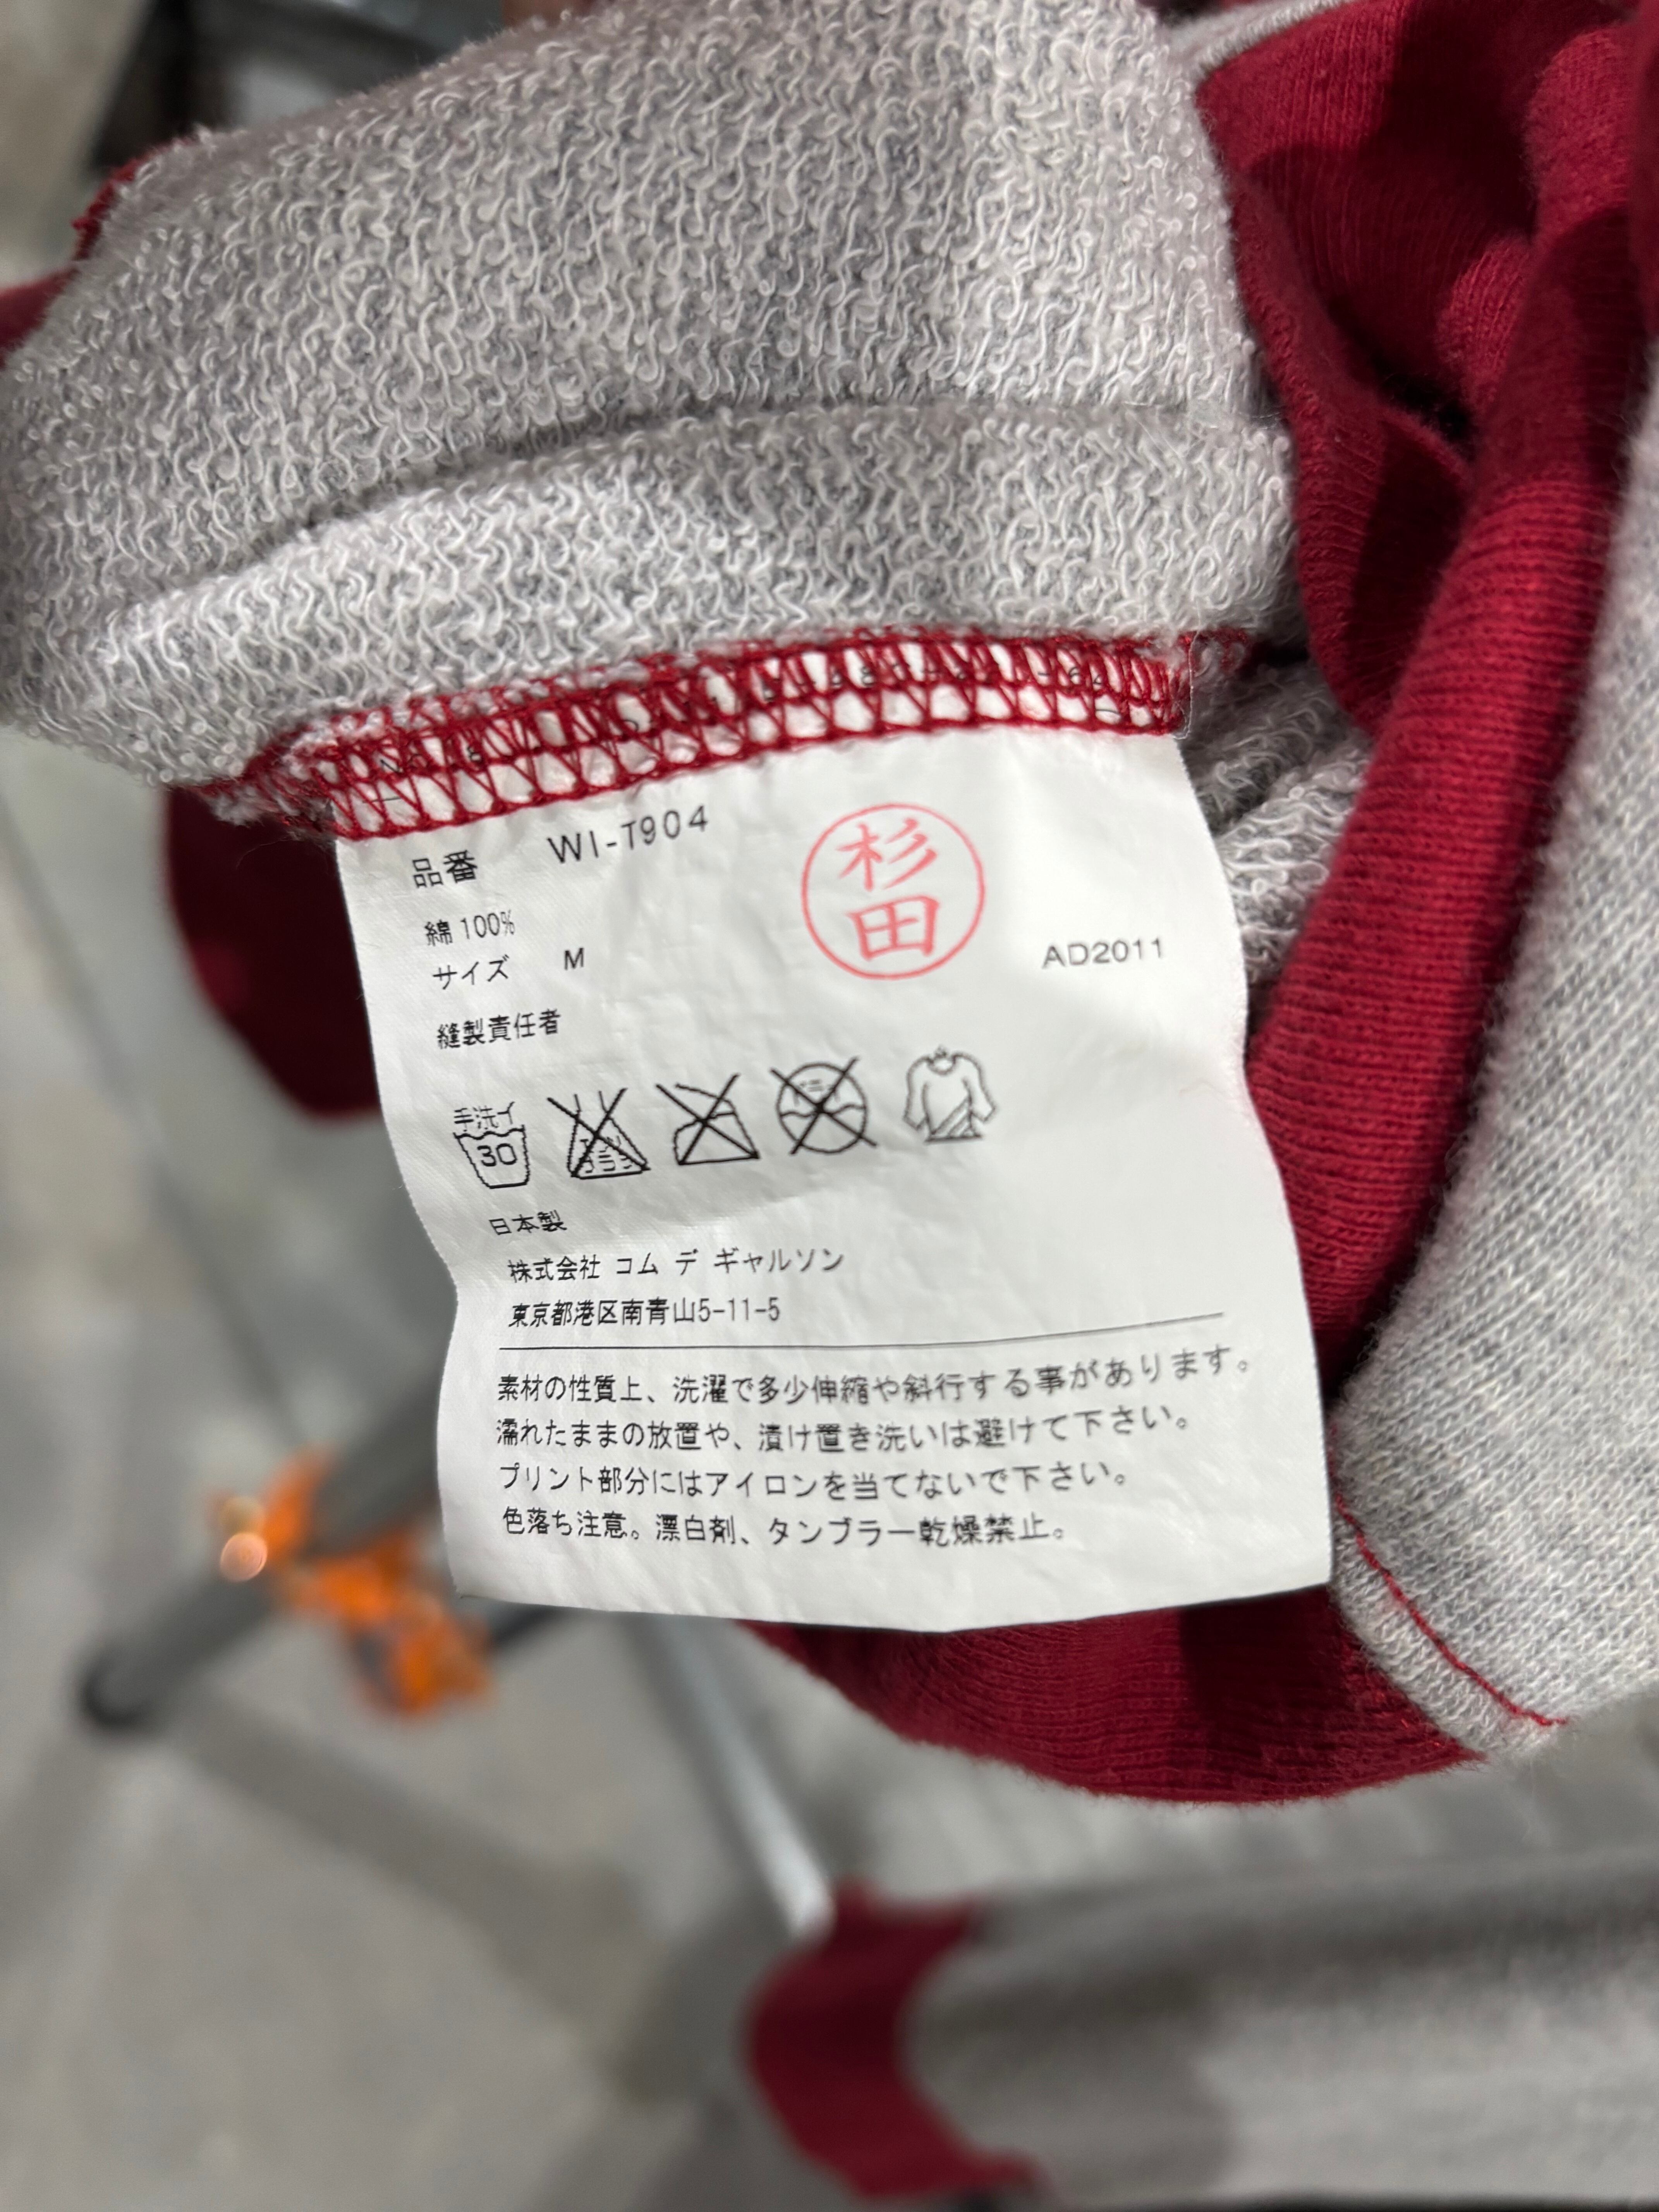 品番 WI-T904
杉田
綿 100%
サイズ M
AD2011
縫製責任者
手洗イ
30
日本製
株式会社 コム デ ギャルソン
東京都港区南青山5-11-5
素材の性質上、洗濯で多少伸縮や斜行する事があります。
濡れたままの放置や、漬け置き洗いは避けて下さい。
プリント部分にはアイロンを当てないで下さい。
色落ち注意。漂白剤、タンブラー乾燥禁止。